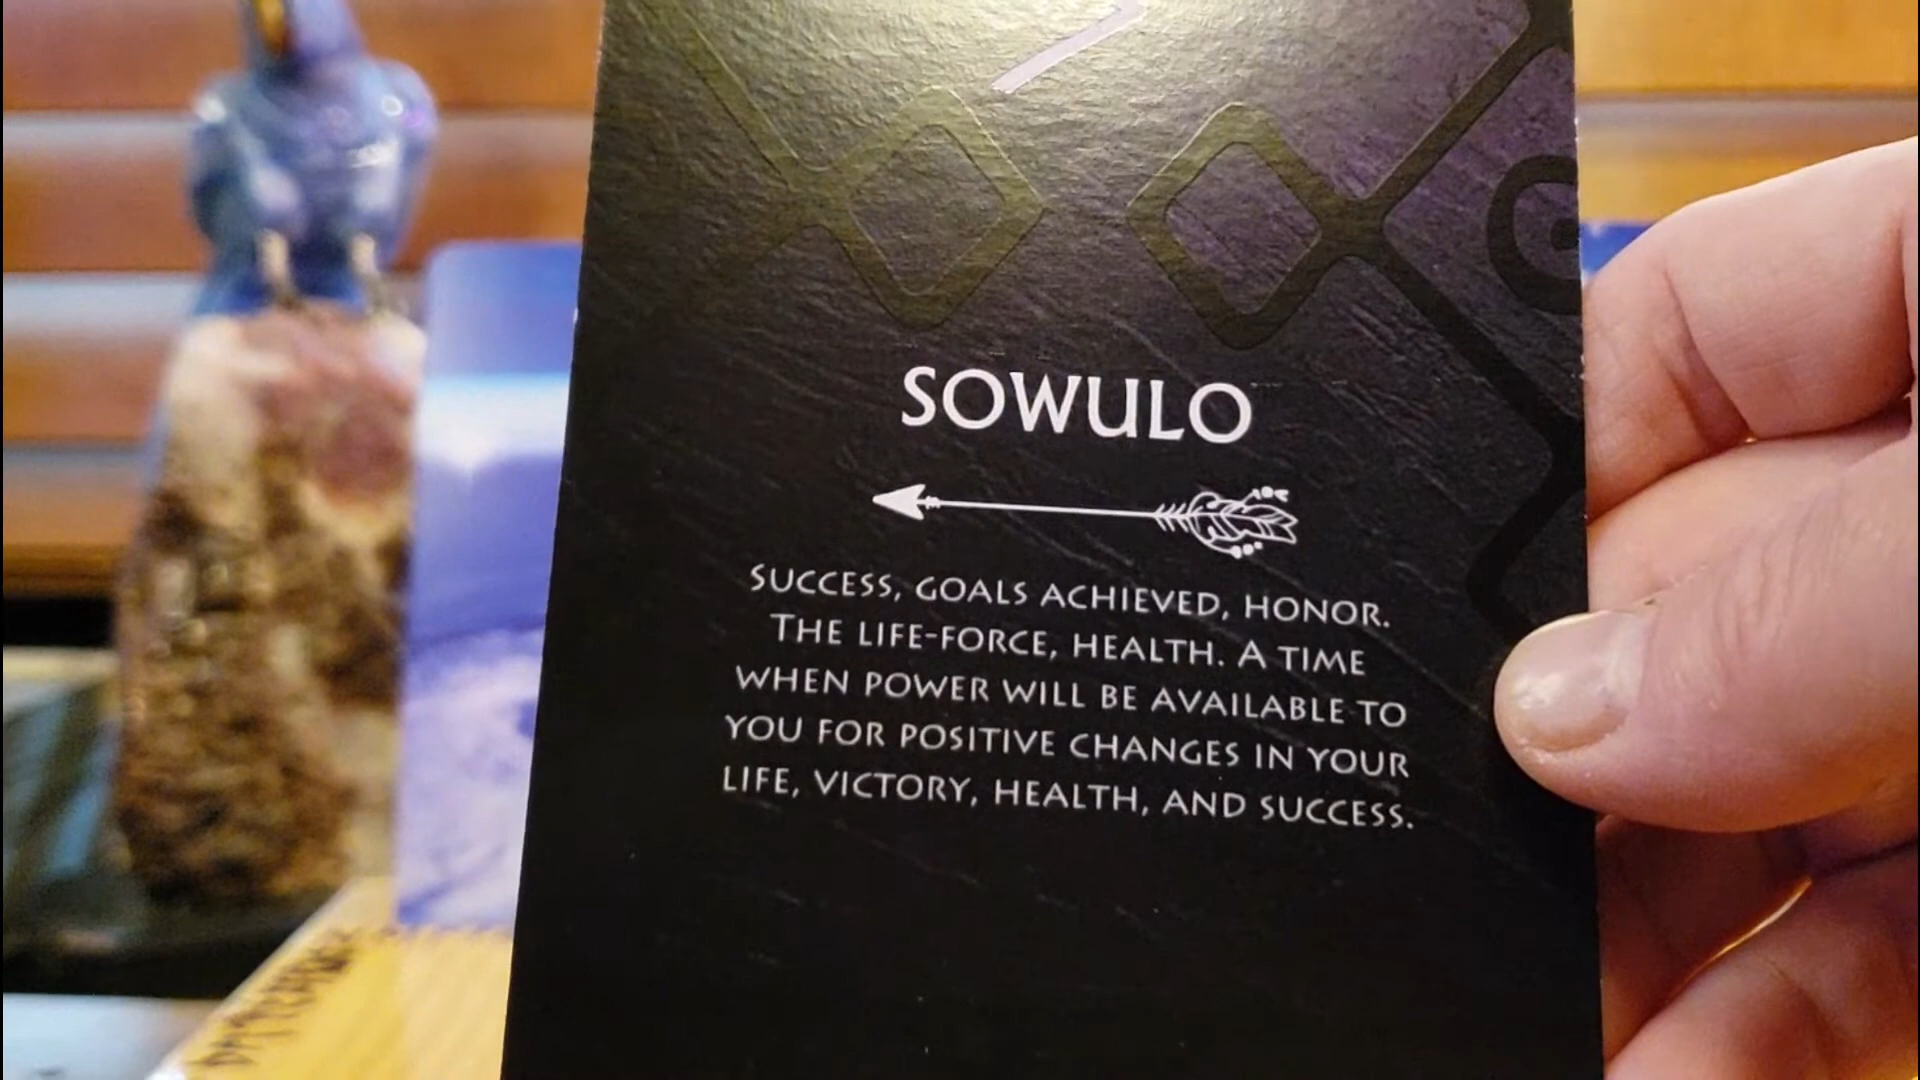 SOWULO
SUCCESS, GOALS ACHIEVED, HONOR.
THE LIFE-FORCE, HEALTH. A TIME
WHEN POWER WILL BE AVAILABLE TO
YOU FOR POSITIVE CHANGES IN YOUR
LIFE, VICTORY, HEALTH, AND SUCCESS.